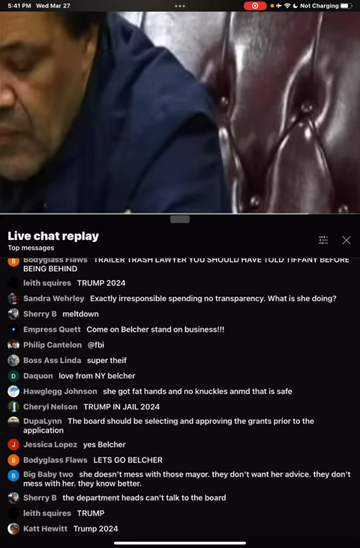 5:41 PM Wed Mar 27
Not Charging
Live chat replay
Top messages
Bodyglass Flaws TRAILER TRASH LAWYER YOU SHOULD HAVE TOLD TIFFANY BEFORE
BEING BEHIND
leith squires TRUMP 2024
Sandra Wehrley Exactly irresponsible spending no transparency. What is she doing?
Sherry B meltdown
Empress Quett Come on Belcher stand on business!!!
Philip Cantelon @fbi
Boss Ass Linda super theif
D Daquon love from NY belcher
Hawglegg Johnson she got fat hands and no knuckles anmd that is safe
Cheryl Nelson TRUMP IN JAIL 2024
DupaLynn The board should be selecting and approving the grants prior to the
application
J Jessica Lopez yes Belcher
B Bodyglass Flaws LETS GO BELCHER
B Big Baby two she doesn't mess with those mayor. they don't want her advice. they don't
mess with her. they know better.
Sherry B the department heads can't talk to the board
leith squires TRUMP
Katt Hewitt Trump 2024